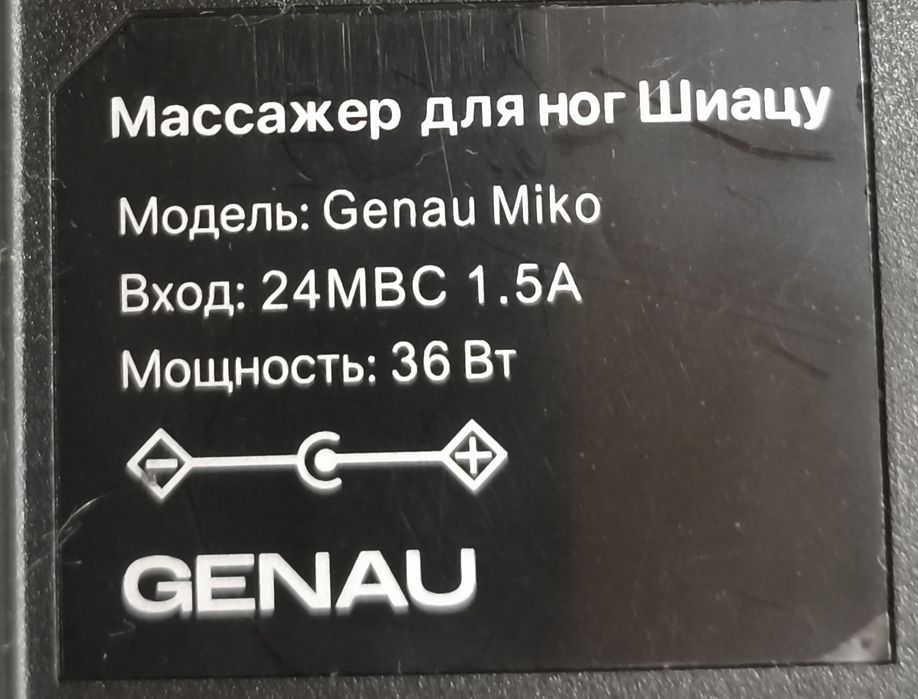 Массажер для ног Шиацу
Модель: Genau Miko
Вход: 24МВС 1.5А
Мощность: 36 Вт
GENAU